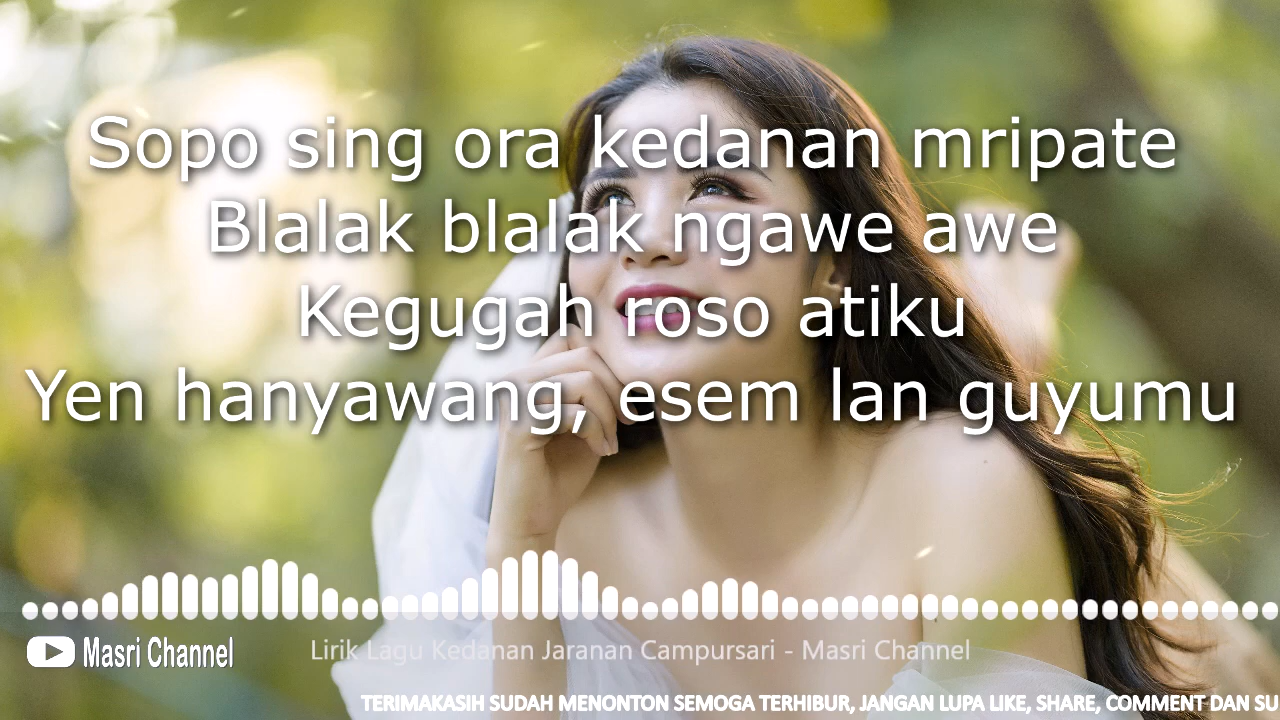 Sopo sing ora kedanan mripate
Blalak blalak ngawe awe
Kegugah roso atiku
Yen hanyawang, esem lan guyumu
Masri Channel
Lirik Lagu Kedanan Jaranan Campursari - Masri Channel
TERIMAKASIH SUDAH MENONTON SEMOGA TERHIBUR, JANGAN LUPA LIKE, SHARE, COMMENT DAN SU